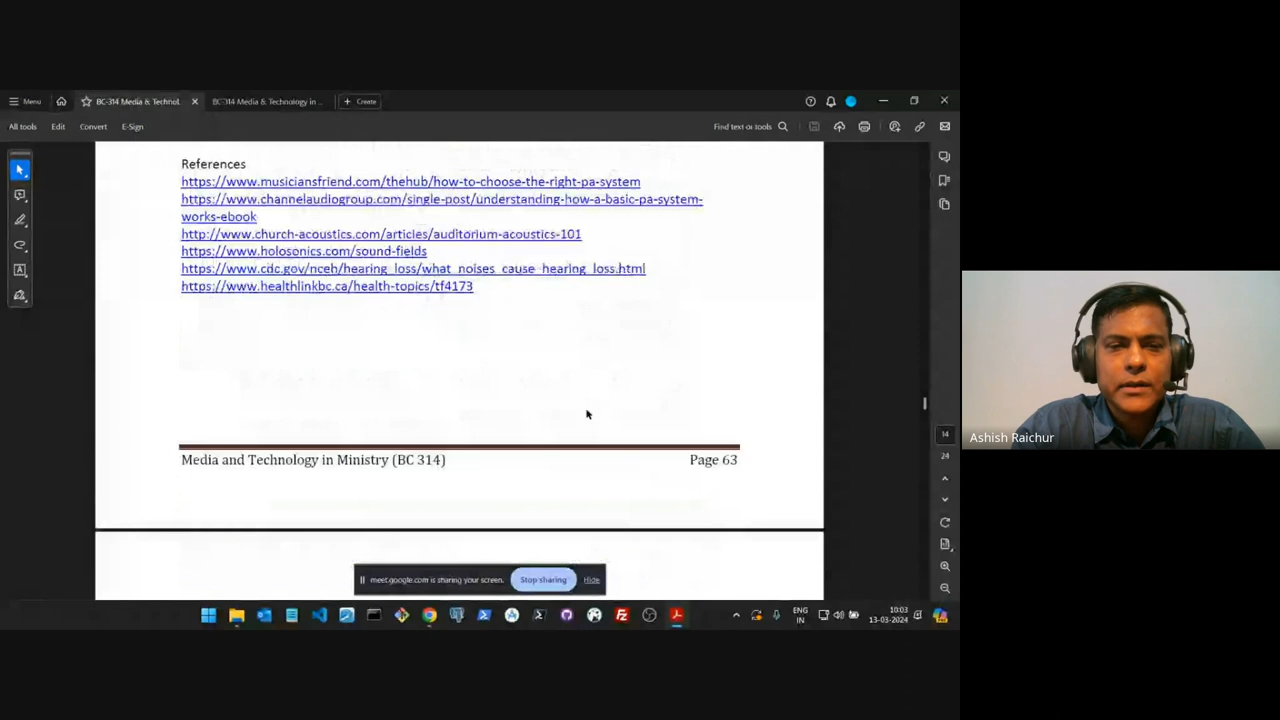 Menu
BC-314 Media & Technol.
BC-314 Media & Technology in ...
Create
All tools
Edit
Convert
E-Sign
Find text or tools
References
https://www.musiciansfriend.com/thehub/how-to-choose-the-right-pa-system
https://www.channelaudiogroup.com/single-post/understanding-how-a-basic-pa-system-
works-ebook
http://www.church-acoustics.com/articles/auditorium-acoustics-101
https://www.holosonics.com/sound-fields
https://www.cdc.gov/nceh/hearing_loss/what_noises_cause_hearing_loss.html
https://www.healthlinkbc.ca/health-topics/tf4173
Media and Technology in Ministry (BC 314)
Page 63
14
24
meet.google.com is sharing your screen.
Stop sharing
Hide
ENG
IN
10:03
13-03-2024
Ashish Raichur